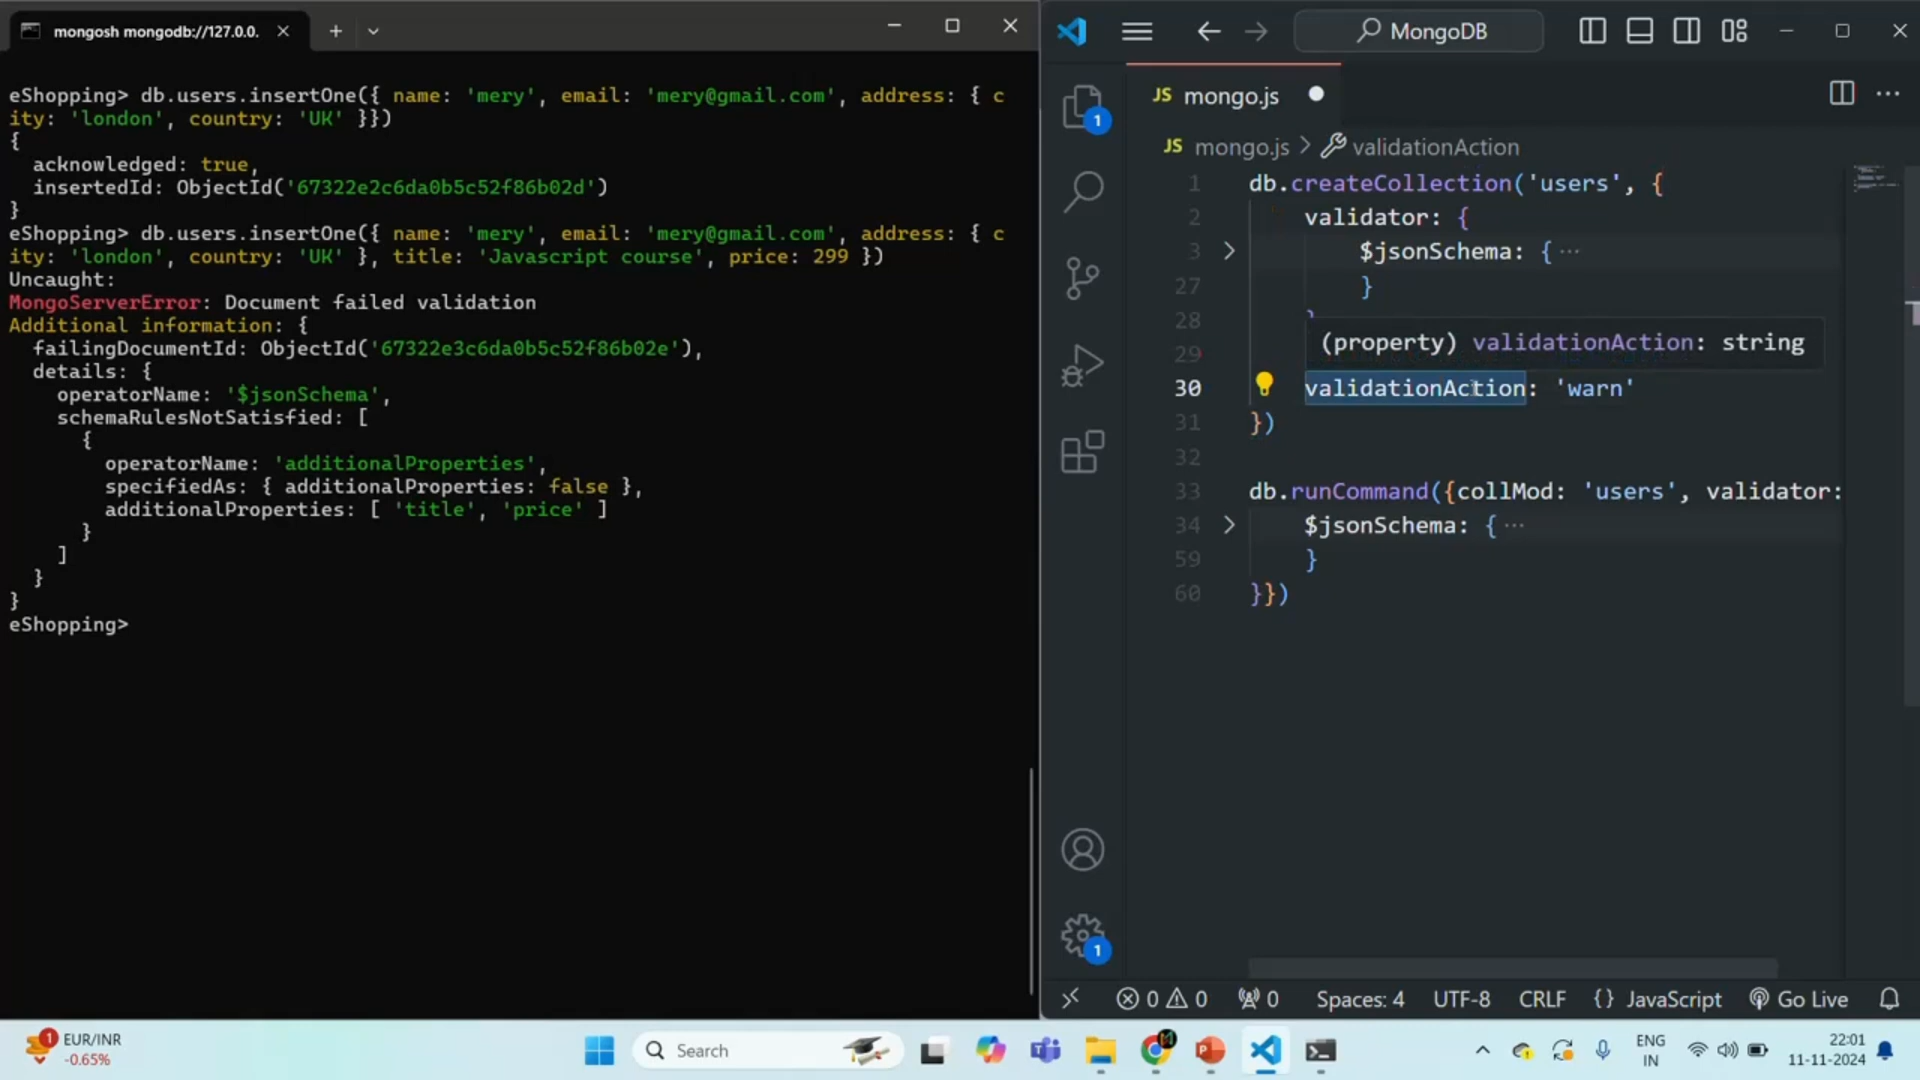 mongosh mongodb://127.0.0.
eShopping> db.users.insertOne({ name: 'mery', email: 'mery@gmail.com', address: { c
ity: 'london', country: 'UK' }})
{
acknowledged: true,
insertedId: ObjectId('67322e2c6da0b5c52f86b02d')
}
eShopping> db.users.insertOne({ name: 'mery', email: 'mery@gmail.com', address: { c
ity: 'london', country: 'UK' }, title: 'Javascript course', price: 299 })
Uncaught:
MongoServerError: Document failed validation
Additional information: {
failingDocumentId: ObjectId('67322e3c6da0b5c52f86b02e'),
details: {
operatorName: '$jsonSchema',
schemaRulesNotSatisfied: [
{
operatorName: 'additionalProperties',
specifiedAs: { additionalProperties: false },
additionalProperties: [ 'title', 'price' ]
}
]
}
}
eShopping>
MongoDB
1
JS mongo.js
JS mongo.js > validationAction
1 db.createCollection('users', {
2 validator: {
3 $jsonSchema: { ···
27 }
28
(property) validationAction: string
29
30 validationAction: 'warn'
31 })
32
33 db.runCommand({collMod: 'users', validator:
34 $jsonSchema: { ···
59 }
60 }})
1
0 0 0 Spaces: 4 UTF-8 CRLF {} JavaScript Go Live
1 EUR/INR
-0.65%
Search
ENG
IN
22:01
11-11-2024